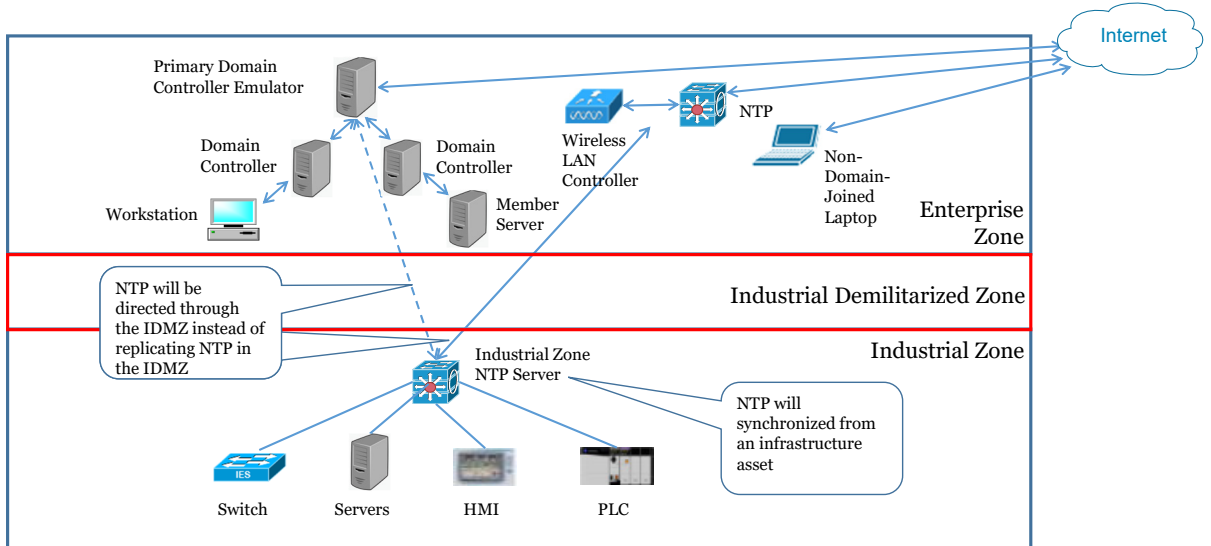 Internet
Primary Domain
Controller Emulator
NTP
Wireless
LAN
Controller
Domain
Controller
Domain
Controller
Non-
Domain-
Joined
Laptop
Workstation
Member
Server
Enterprise
Zone
NTP will be
directed through
the IDMZ instead of
replicating NTP in
the IDMZ
Industrial Demilitarized Zone
Industrial Zone
Industrial Zone
NTP Server
NTP will
synchronized from
an infrastructure
asset
IES
Switch
Servers
HMI
PLC